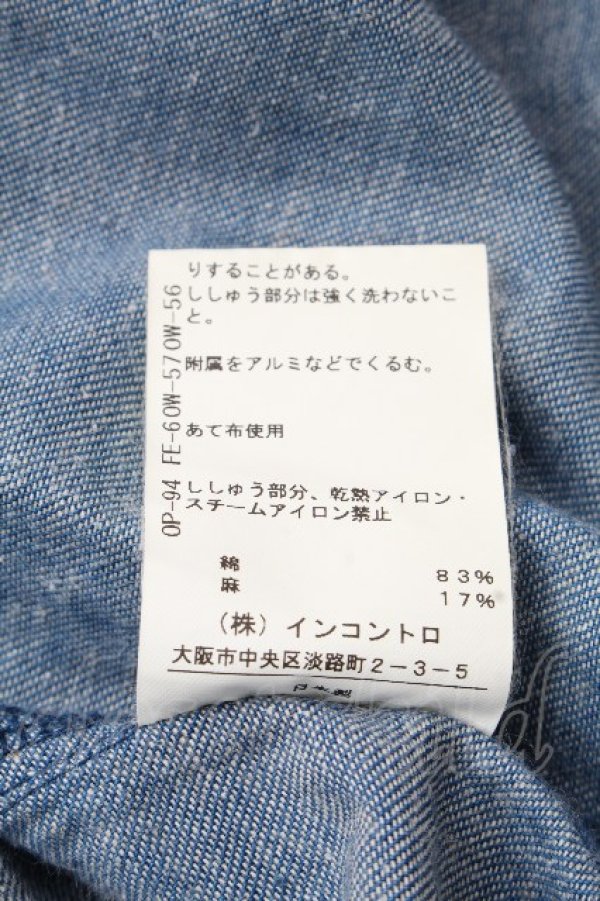 りすることがある。
ししゅう部分は強く洗わないこ
と。
附属をアルミなどでくるむ。
あて布使用
ししゅう部分、乾熱アイロン・
スチームアイロン禁止
綿 83%
麻 17%
(株) インコントロ
大阪市中央区淡路町2-3-5
日本製
OP-94 FE-60W-570W-56